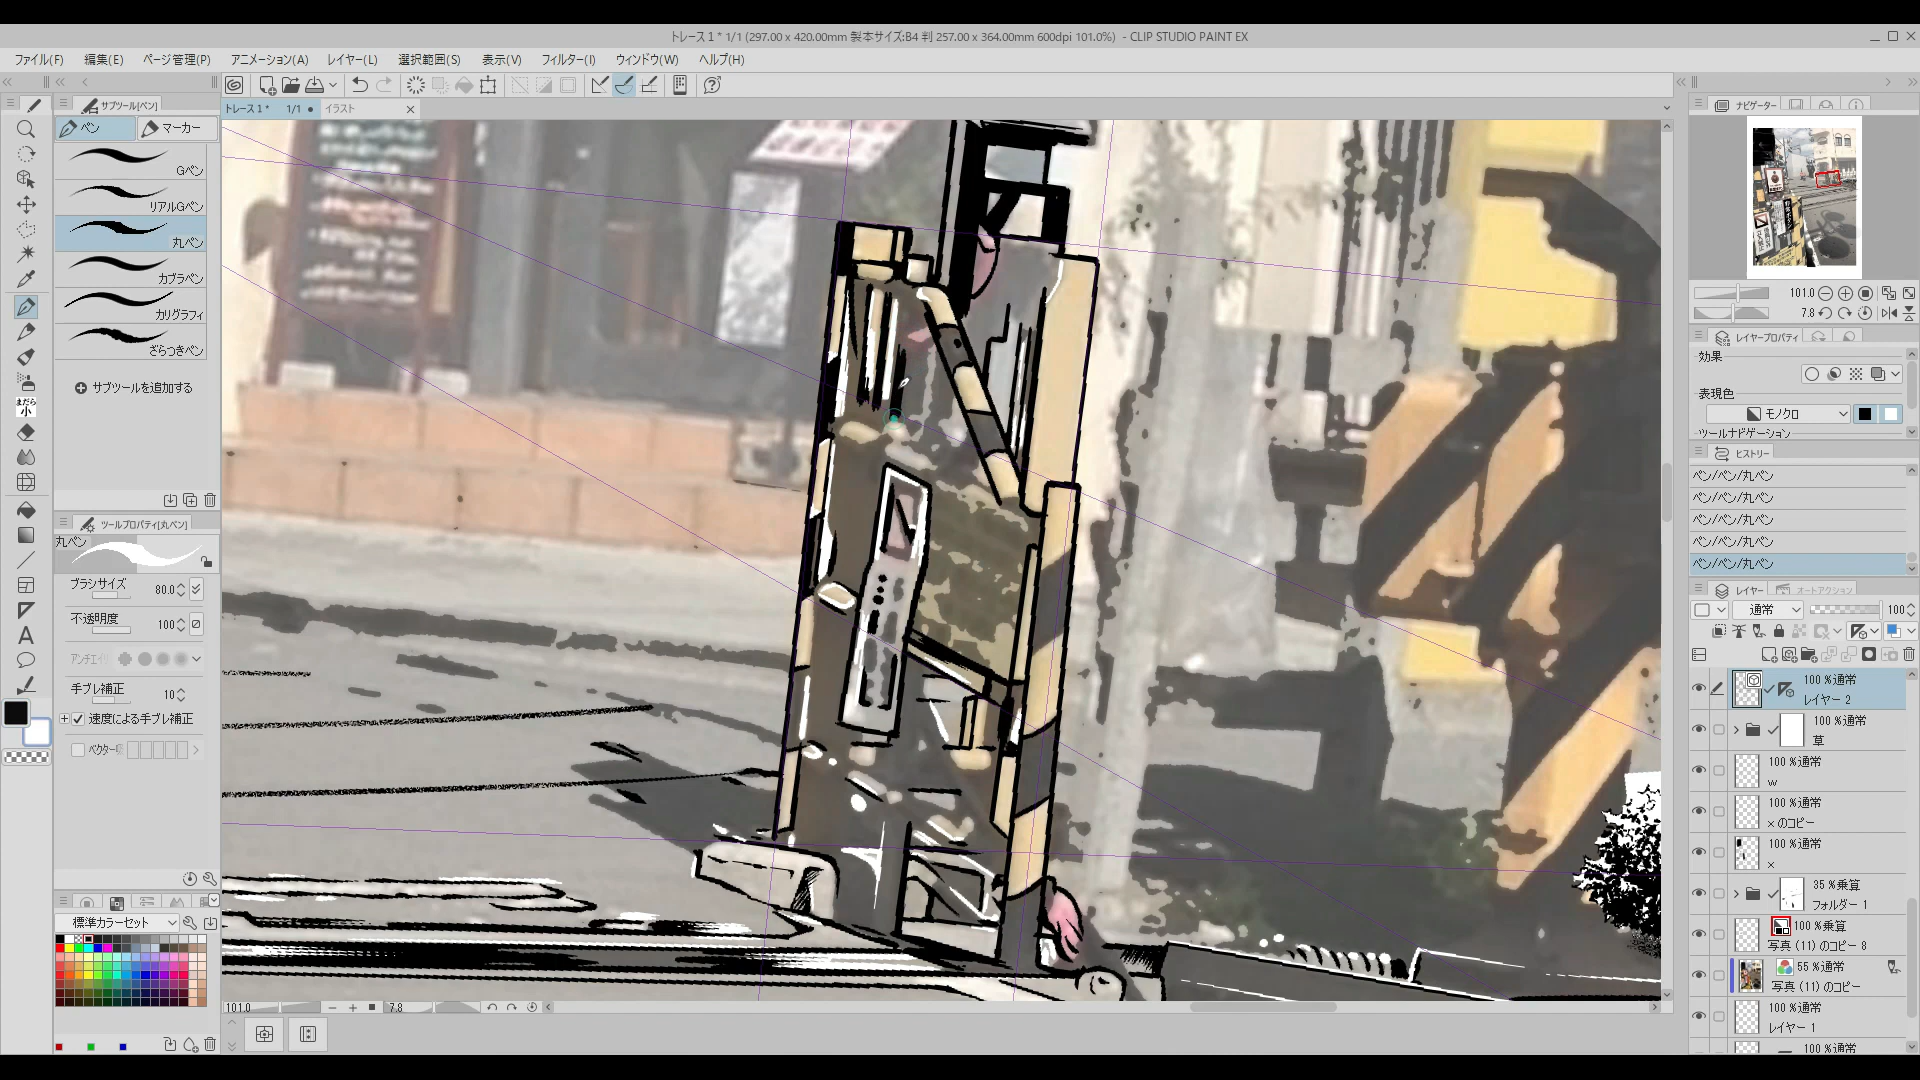 トレース 1 * 1/1 (297.00 x 420.00mm 製本サイズ:B4 判 257.00 x 364.00mm 600dpi 101.0%) - CLIP STUDIO PAINT EX
ファイル(F) 編集(E) ページ管理(P) アニメーション(A) レイヤー(L) 選択範囲(S) 表示(V) フィルター(I) ウィンドウ(W) ヘルプ(H)
サブツール[ペン]
トレース 1 * 1/1 ● イラスト
ペン マーカー
Gペン
リアルGペン
丸ペン
カブラペン
カリグラフィ
ざらつきペン
サブツールを追加する
まだら
小
ツールプロパティ[丸ペン]
丸ペン
ブラシサイズ 80.0
不透明度 100
手ブレ補正 10
速度による手ブレ補正
標準カラーセット
101.0
7.8
ナビゲーター
101.0
7.8
レイヤープロパティ
効果
表現色
モノクロ
ツールナビゲーション
ヒストリー
ペン/ペン/丸ペン
ペン/ペン/丸ペン
ペン/ペン/丸ペン
ペン/ペン/丸ペン
ペン/ペン/丸ペン
レイヤー オートアクション
通常 100
100 %通常
レイヤー 2
100 %通常
草
100 %通常
w
100 %通常
x のコピー
100 %通常
x
35 %乗算
フォルダー 1
100 %乗算
写真 (11) のコピー 8
55 %通常
写真 (11) のコピー
100 %通常
レイヤー 1
100 %通常